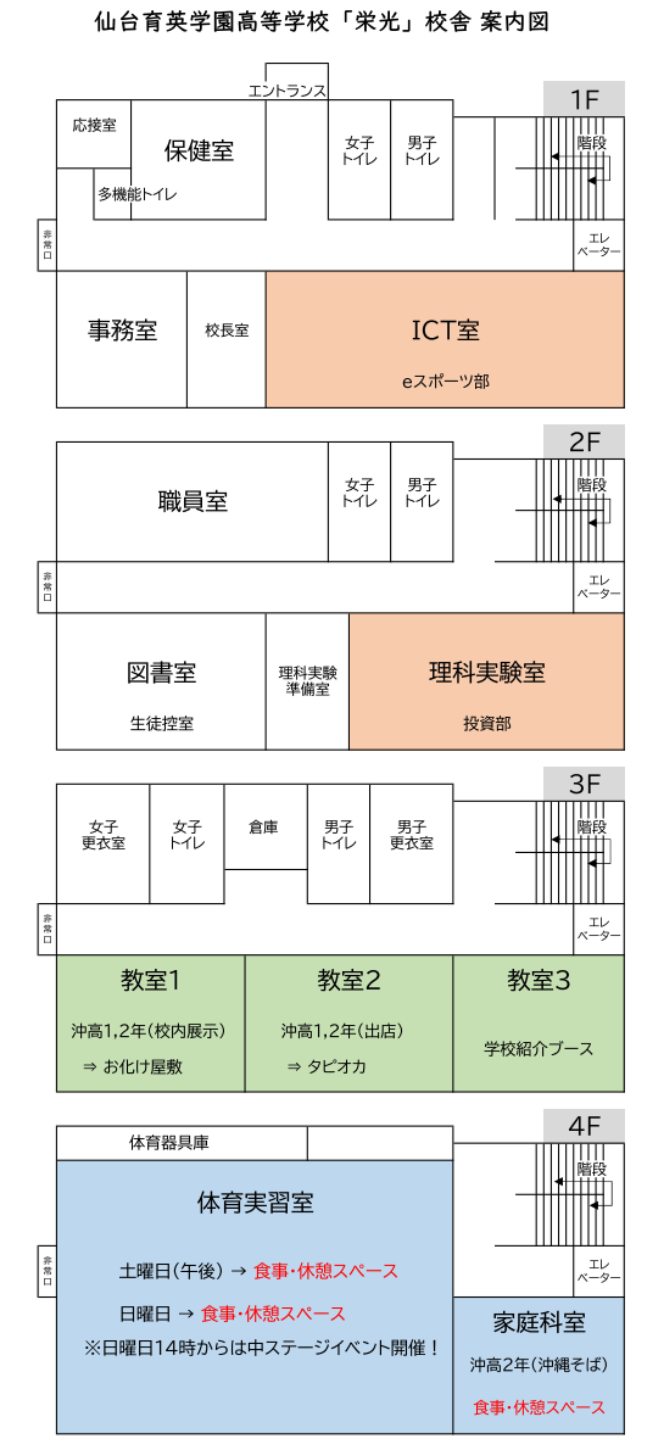 仙台育英学園高等学校「栄光」校舎 案内図
エントランス
1F
応接室
保健室
女子
トイレ
男子
トイレ
階段
多機能トイレ
非常口
エレ
ベーター
事務室
校長室
ICT室
eスポーツ部
2F
職員室
女子
トイレ
男子
トイレ
階段
非常口
エレ
ベーター
図書室
生徒控室
理科実験
準備室
理科実験室
投資部
3F
女子
更衣室
女子
トイレ
倉庫
男子
トイレ
男子
更衣室
階段
非常口
エレ
ベーター
教室1
沖高1,2年(校内展示)
⇒ お化け屋敷
教室2
沖高1,2年(出店)
⇒ タピオカ
教室3
学校紹介ブース
4F
体育器具庫
階段
体育実習室
土曜日(午後) → 食事・休憩スペース
日曜日 → 食事・休憩スペース
※日曜日14時からは中ステージイベント開催！
非常口
エレ
ベーター
家庭科室
沖高2年(沖縄そば)
食事・休憩スペース